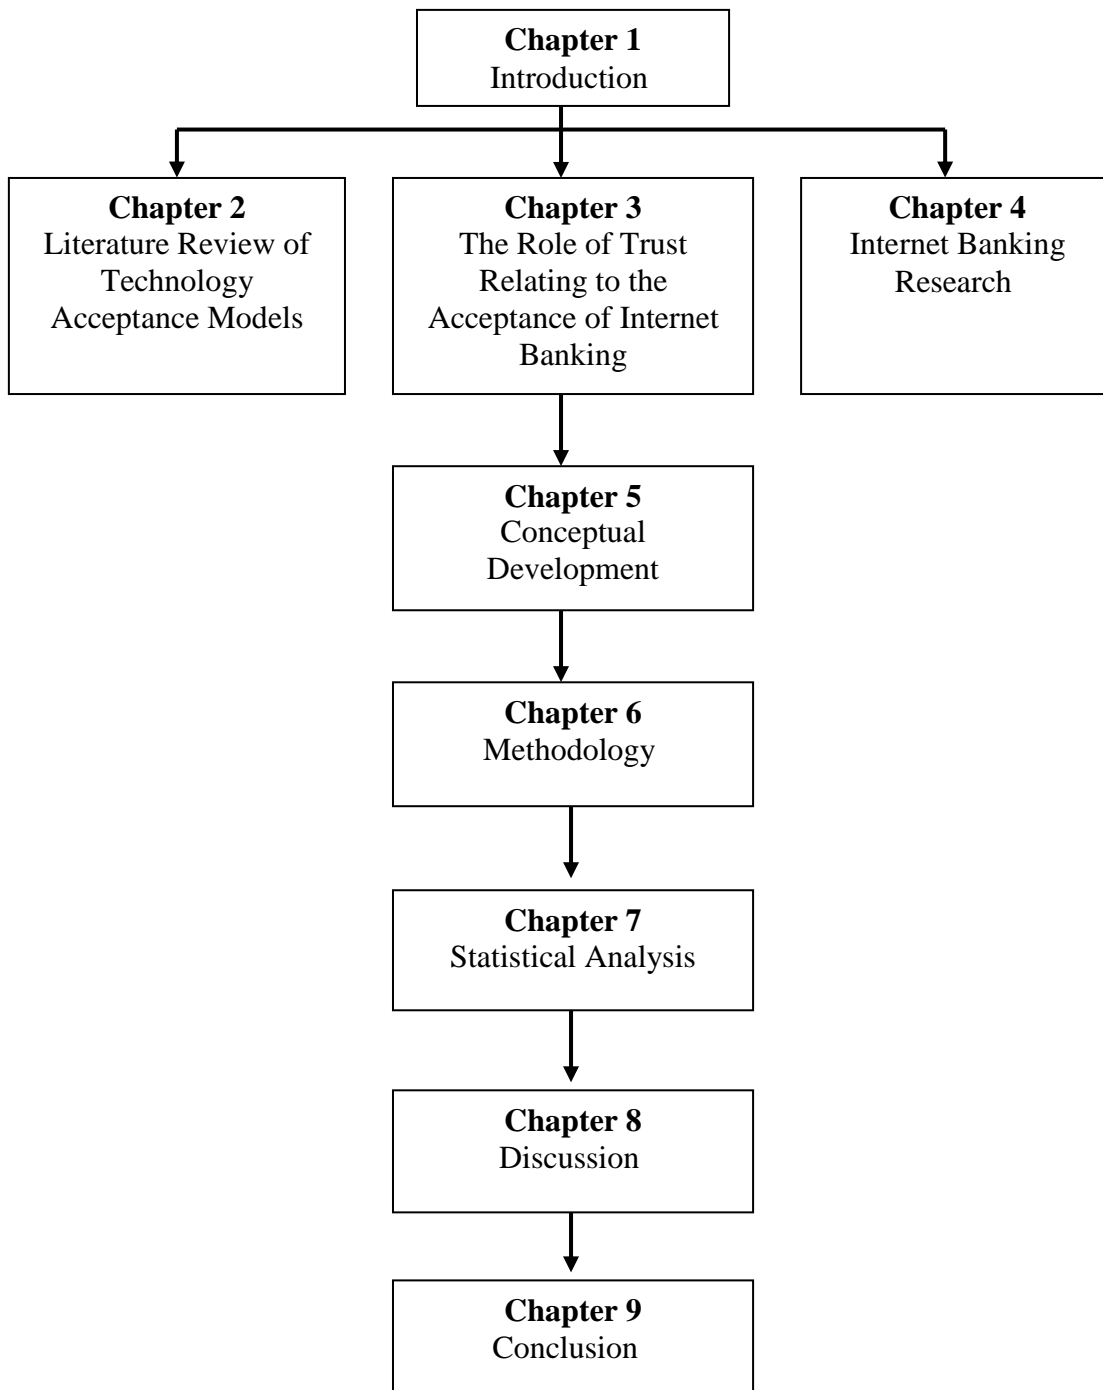 Chapter 1
Introduction
Chapter 2
Literature Review of
Technology
Acceptance Models
Chapter 3
The Role of Trust
Relating to the
Acceptance of Internet
Banking
Chapter 4
Internet Banking
Research
Chapter 5
Conceptual
Development
Chapter 6
Methodology
Chapter 7
Statistical Analysis
Chapter 8
Discussion
Chapter 9
Conclusion